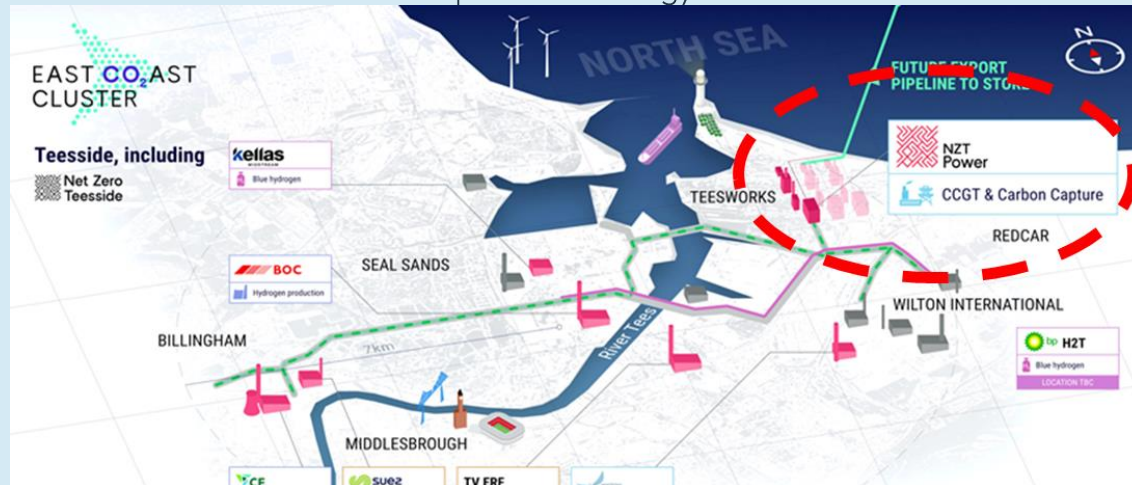 EAST CO₂AST
CLUSTER
Teesside, including
Net Zero
Teesside
NORTH SEA
N
FUTURE EXPORT
PIPELINE TO STORE
kellas
MIDSTREAM
Blue hydrogen
NZT
Power
CCGT & Carbon Capture
TEESWORKS
REDCAR
SEAL SANDS
BOC
Hydrogen production
WILTON INTERNATIONAL
BILLINGHAM
7km
River Tees
bp H2T
Blue hydrogen
LOCATION TBC
MIDDLESBROUGH
suez
TV ERF